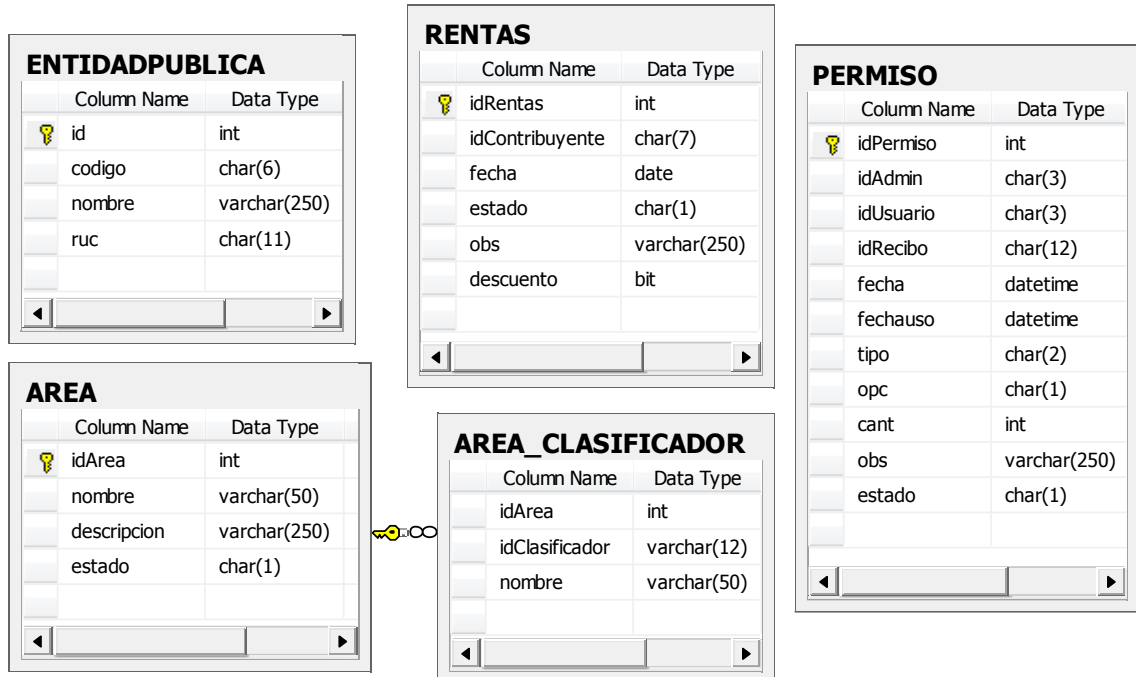 ENTIDADPUBLICA
Column Name Data Type
id int
codigo char(6)
nombre varchar(250)
ruc char(11)
RENTAS
Column Name Data Type
idRentas int
idContribuyente char(7)
fecha date
estado char(1)
obs varchar(250)
descuento bit
PERMISO
Column Name Data Type
idPermiso int
idAdmin char(3)
idUsuario char(3)
idRecibo char(12)
fecha datetime
fechauso datetime
tipo char(2)
opc char(1)
cant int
obs varchar(250)
estado char(1)
AREA
Column Name Data Type
idArea int
nombre varchar(50)
descripcion varchar(250)
estado char(1)
AREA_CLASIFICADOR
Column Name Data Type
idArea int
idClasificador varchar(12)
nombre varchar(50)